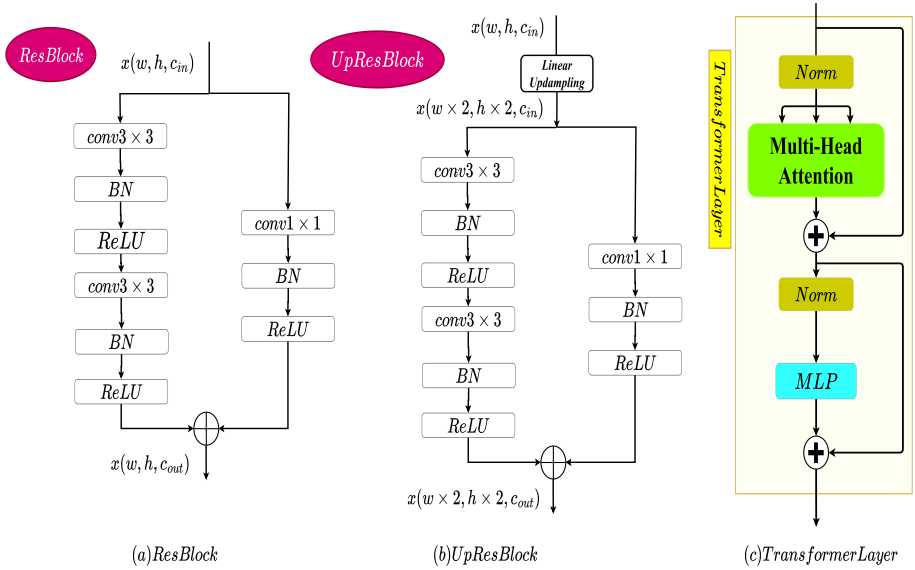 ResBlock
x(w, h, c_in)
conv3 × 3
BN
ReLU
conv3 × 3
BN
ReLU
conv1 × 1
BN
ReLU
x(w, h, c_out)
(a)ResBlock
UpResBlock
x(w, h, c_in)
Linear
Updampling
x(w × 2, h × 2, c_in)
conv3 × 3
BN
ReLU
conv3 × 3
BN
ReLU
conv1 × 1
BN
ReLU
x(w × 2, h × 2, c_out)
(b)UpResBlock
TransformerLayer
Norm
Multi-Head
Attention
Norm
MLP
(c)TransformerLayer